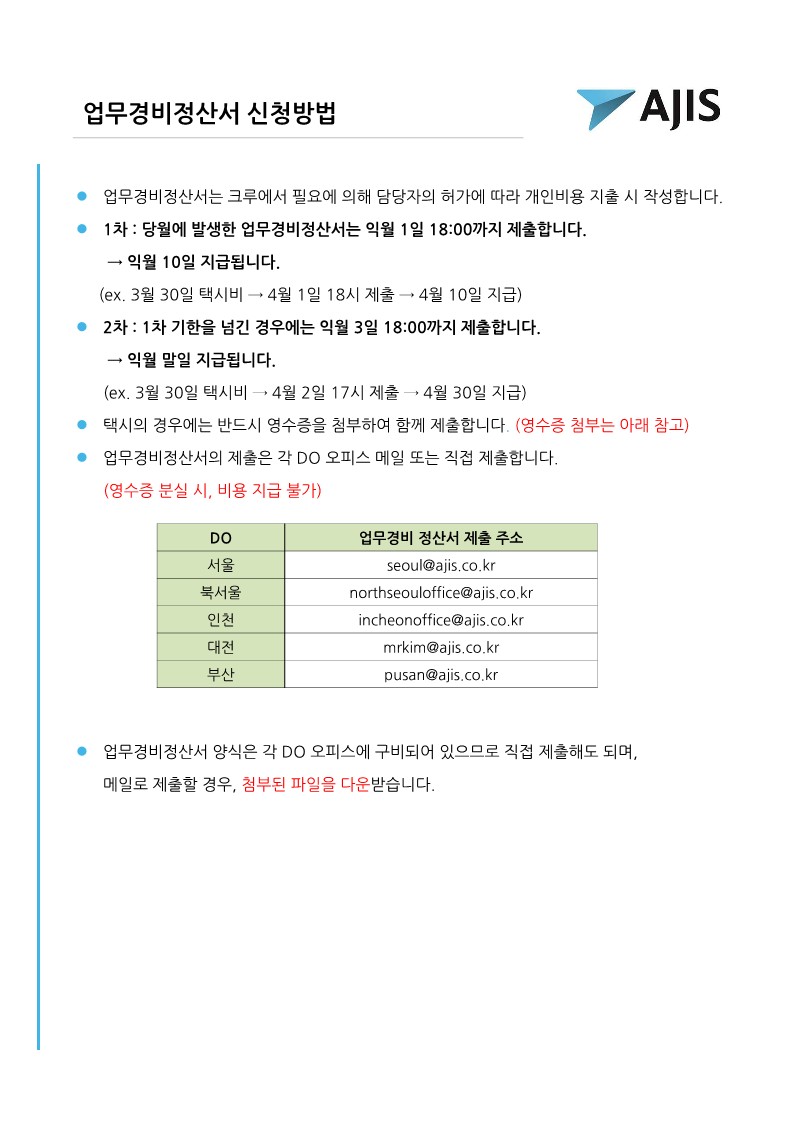 업무경비정산서 신청방법
AJIS
● 업무경비정산서는 크루에서 필요에 의해 담당자의 허가에 따라 개인비용 지출 시 작성합니다.
● 1차 : 당월에 발생한 업무경비정산서는 익월 1일 18:00까지 제출합니다.
→ 익월 10일 지급됩니다.
(ex. 3월 30일 택시비 → 4월 1일 18시 제출 → 4월 10일 지급)
● 2차 : 1차 기한을 넘긴 경우에는 익월 3일 18:00까지 제출합니다.
→ 익월 말일 지급됩니다.
(ex. 3월 30일 택시비 → 4월 2일 17시 제출 → 4월 30일 지급)
● 택시의 경우에는 반드시 영수증을 첨부하여 함께 제출합니다. (영수증 첨부는 아래 참고)
● 업무경비정산서의 제출은 각 DO 오피스 메일 또는 직접 제출합니다.
(영수증 분실 시, 비용 지급 불가)
DO 업무경비 정산서 제출 주소
서울 seoul@ajis.co.kr
북서울 northseouloffice@ajis.co.kr
인천 incheonoffice@ajis.co.kr
대전 mrkim@ajis.co.kr
부산 pusan@ajis.co.kr
● 업무경비정산서 양식은 각 DO 오피스에 구비되어 있으므로 직접 제출해도 되며,
메일로 제출할 경우, 첨부된 파일을 다운받습니다.